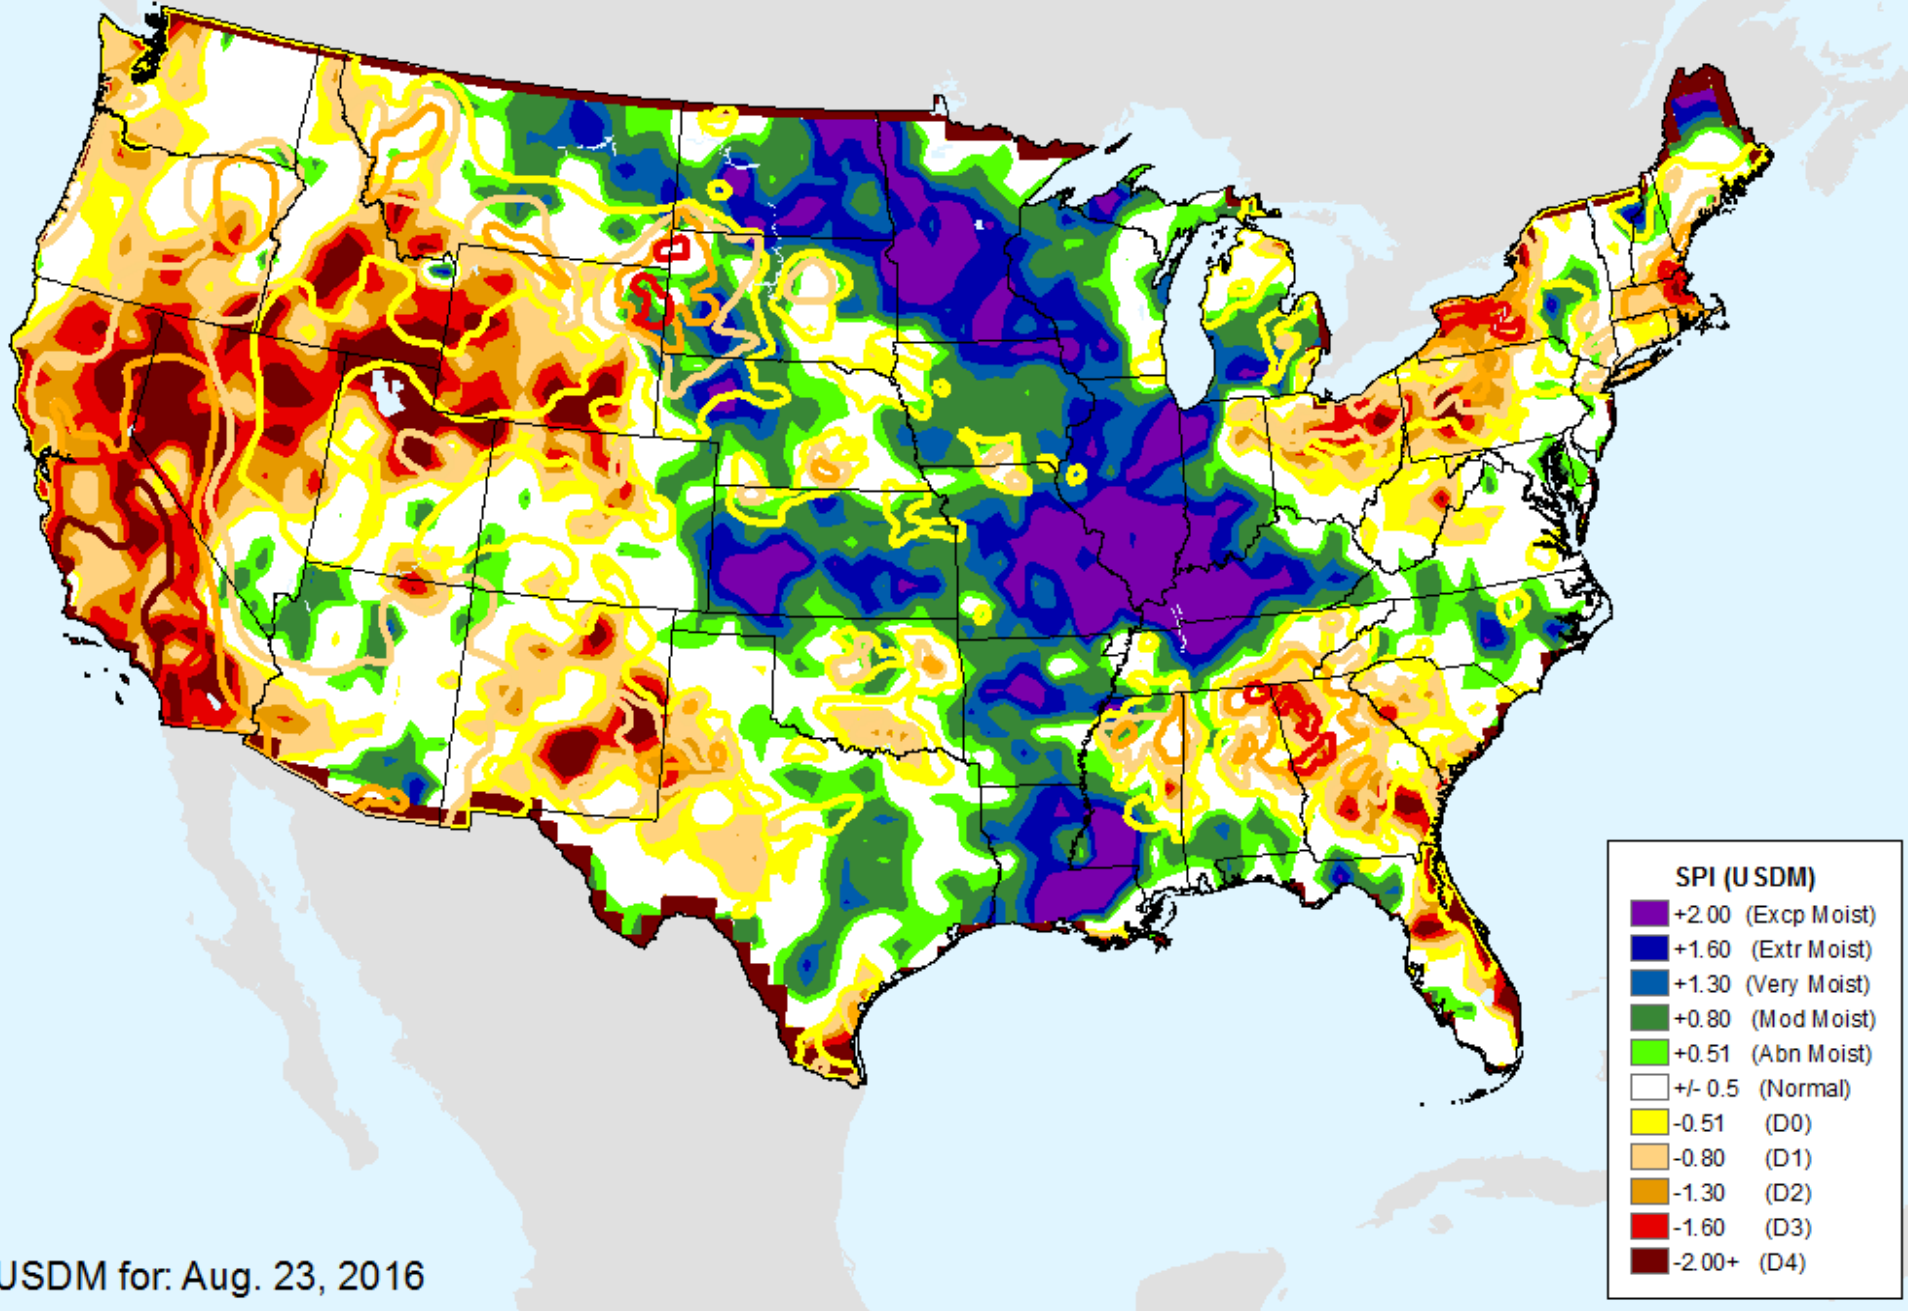 SPI (USDM)
+2.00 (Excp Moist)
+1.60 (Extr Moist)
+1.30 (Very Moist)
+0.80 (Mod Moist)
+0.51 (Abn Moist)
+/- 0.5 (Normal)
-0.51 (D0)
-0.80 (D1)
-1.30 (D2)
-1.60 (D3)
-2.00+ (D4)
USDM for: Aug. 23, 2016